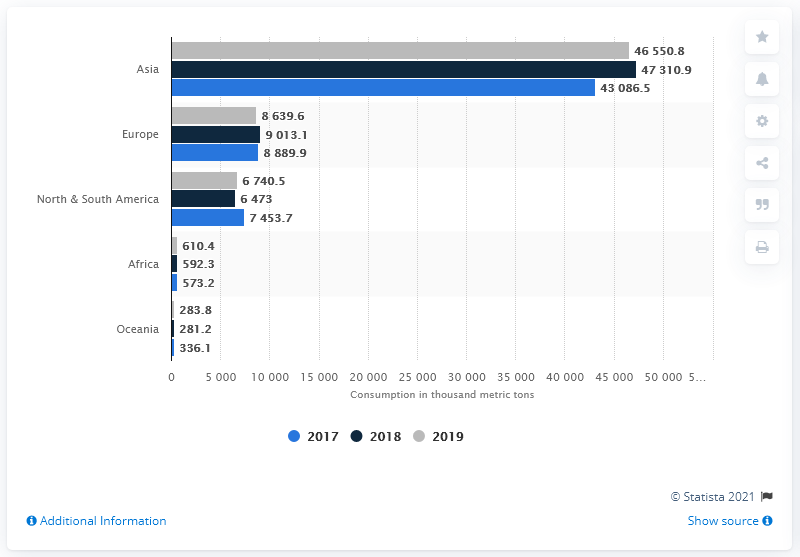 Asia
46 550.8
47 310.9
43 086.5
Europe
8 639.6
9 013.1
8 889.9
North & South America
6 740.5
6 473
7 453.7
Africa
610.4
592.3
573.2
Oceania
283.8
281.2
336.1
0 5 000 10 000 15 000 20 000 25 000 30 000 35 000 40 000 45 000 50 000 5...
Consumption in thousand metric tons
2017 2018 2019
© Statista 2021
Additional Information Show source